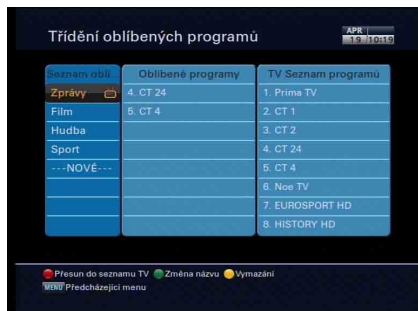 Třídění oblíbených programů
APR
19 10:19
Seznam oblí...
Oblíbené programy
TV Seznam programů
Zprávy
4. CT 24
1. Prima TV
Film
5. CT 4
2. CT 1
Hudba
3. CT 2
Sport
4. CT 24
---NOVÉ---
5. CT 4
6. Noe TV
7. EUROSPORT HD
8. HISTORY HD
Přesun do seznamu TV Změna názvu Vymazání
MENU Předcházející menu